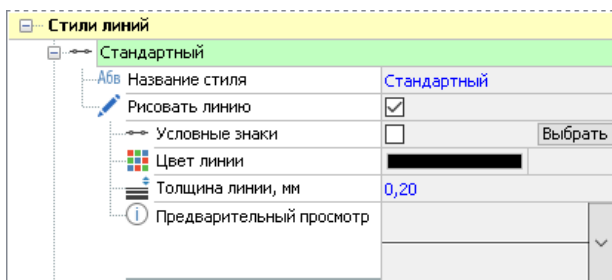 Стили линий
Стандартный
Абв Название стиля Стандартный
Рисовать линию
Условные знаки Выбрать
Цвет линии
Толщина линии, мм 0,20
Предварительный просмотр